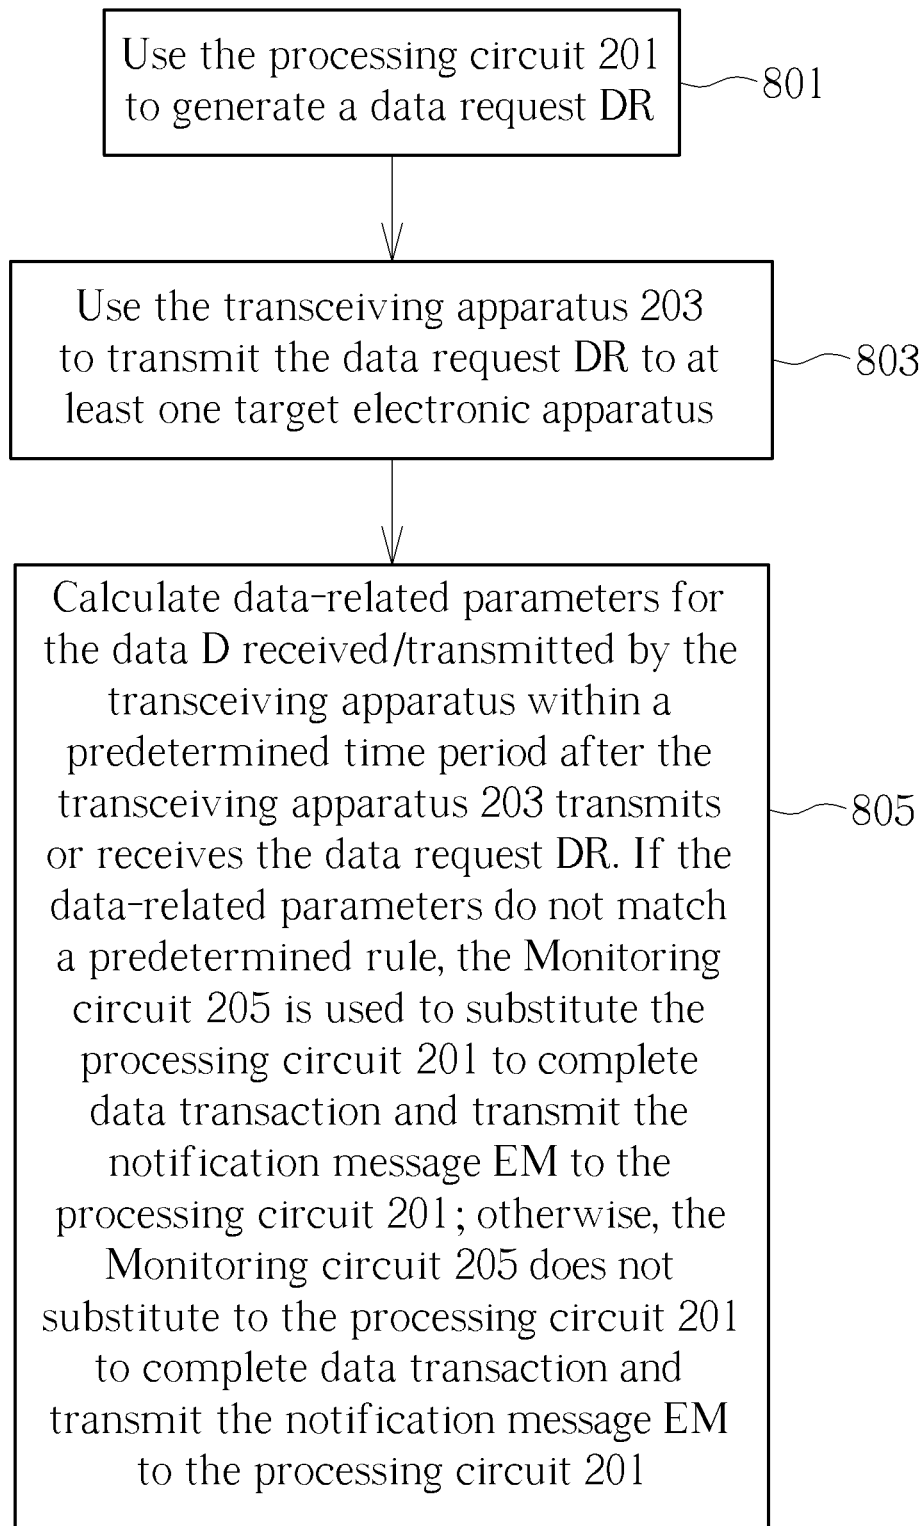 Use the processing circuit 201
to generate a data request DR
801
Use the transceiving apparatus 203
to transmit the data request DR to at
least one target electronic apparatus
803
Calculate data-related parameters for
the data D received/transmitted by the
transceiving apparatus within a
predetermined time period after the
transceiving apparatus 203 transmits
or receives the data request DR. If the
data-related parameters do not match
a predetermined rule, the Monitoring
circuit 205 is used to substitute the
processing circuit 201 to complete
data transaction and transmit the
notification message EM to the
processing circuit 201; otherwise, the
Monitoring circuit 205 does not
substitute to the processing circuit 201
to complete data transaction and
transmit the notification message EM
to the processing circuit 201
805